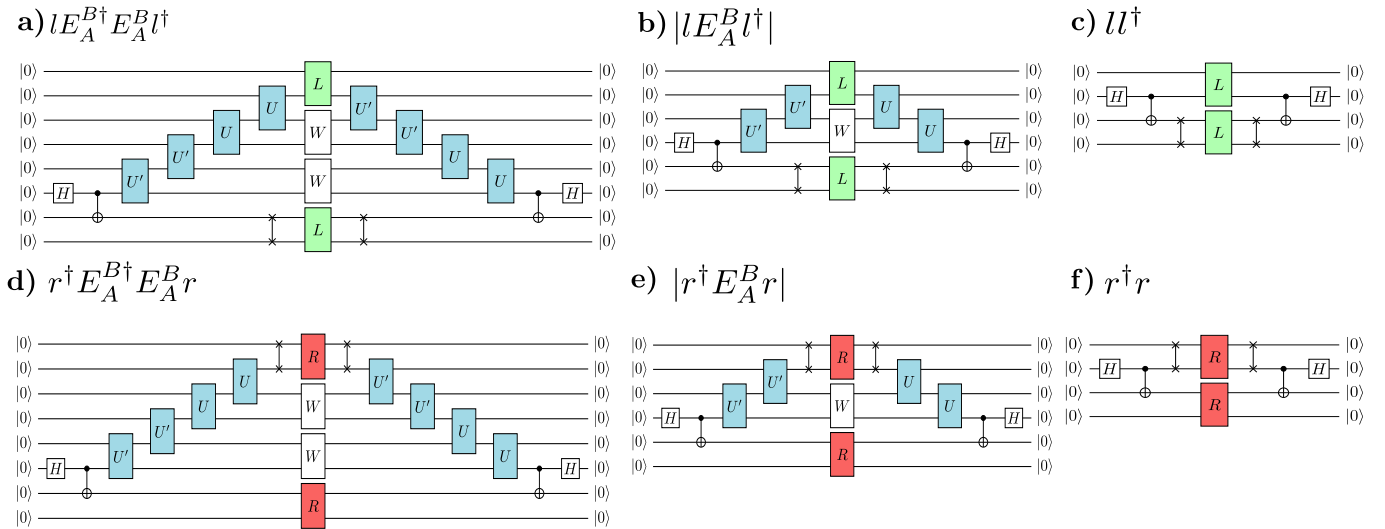 a) lE_A^{B†}E_A^B l^†
|0⟩ |0⟩
L
|0⟩ |0⟩
U U′
|0⟩ |0⟩
U W U′
|0⟩ |0⟩
U′ U
|0⟩ |0⟩
U′ W U
|0⟩ H H |0⟩
|0⟩ |0⟩
L
|0⟩ |0⟩
b) |lE_A^B l^†|
|0⟩ |0⟩
L
|0⟩ |0⟩
U′ U
|0⟩ |0⟩
U′ W U
|0⟩ H H |0⟩
|0⟩ |0⟩
L
|0⟩ |0⟩
c) ll^†
|0⟩ |0⟩
L
|0⟩ H H |0⟩
|0⟩ |0⟩
L
|0⟩ |0⟩
d) r^†E_A^{B†}E_A^B r
|0⟩ |0⟩
R
|0⟩ |0⟩
U U′
|0⟩ |0⟩
U W U′
|0⟩ |0⟩
U′ U
|0⟩ |0⟩
U′ W U
|0⟩ H H |0⟩
|0⟩ |0⟩
R
|0⟩ |0⟩
e) |r^†E_A^B r|
|0⟩ |0⟩
R
|0⟩ |0⟩
U′ U
|0⟩ |0⟩
U′ W U
|0⟩ H H |0⟩
|0⟩ |0⟩
R
|0⟩ |0⟩
f) r^†r
|0⟩ |0⟩
R
|0⟩ H H |0⟩
|0⟩ |0⟩
R
|0⟩ |0⟩